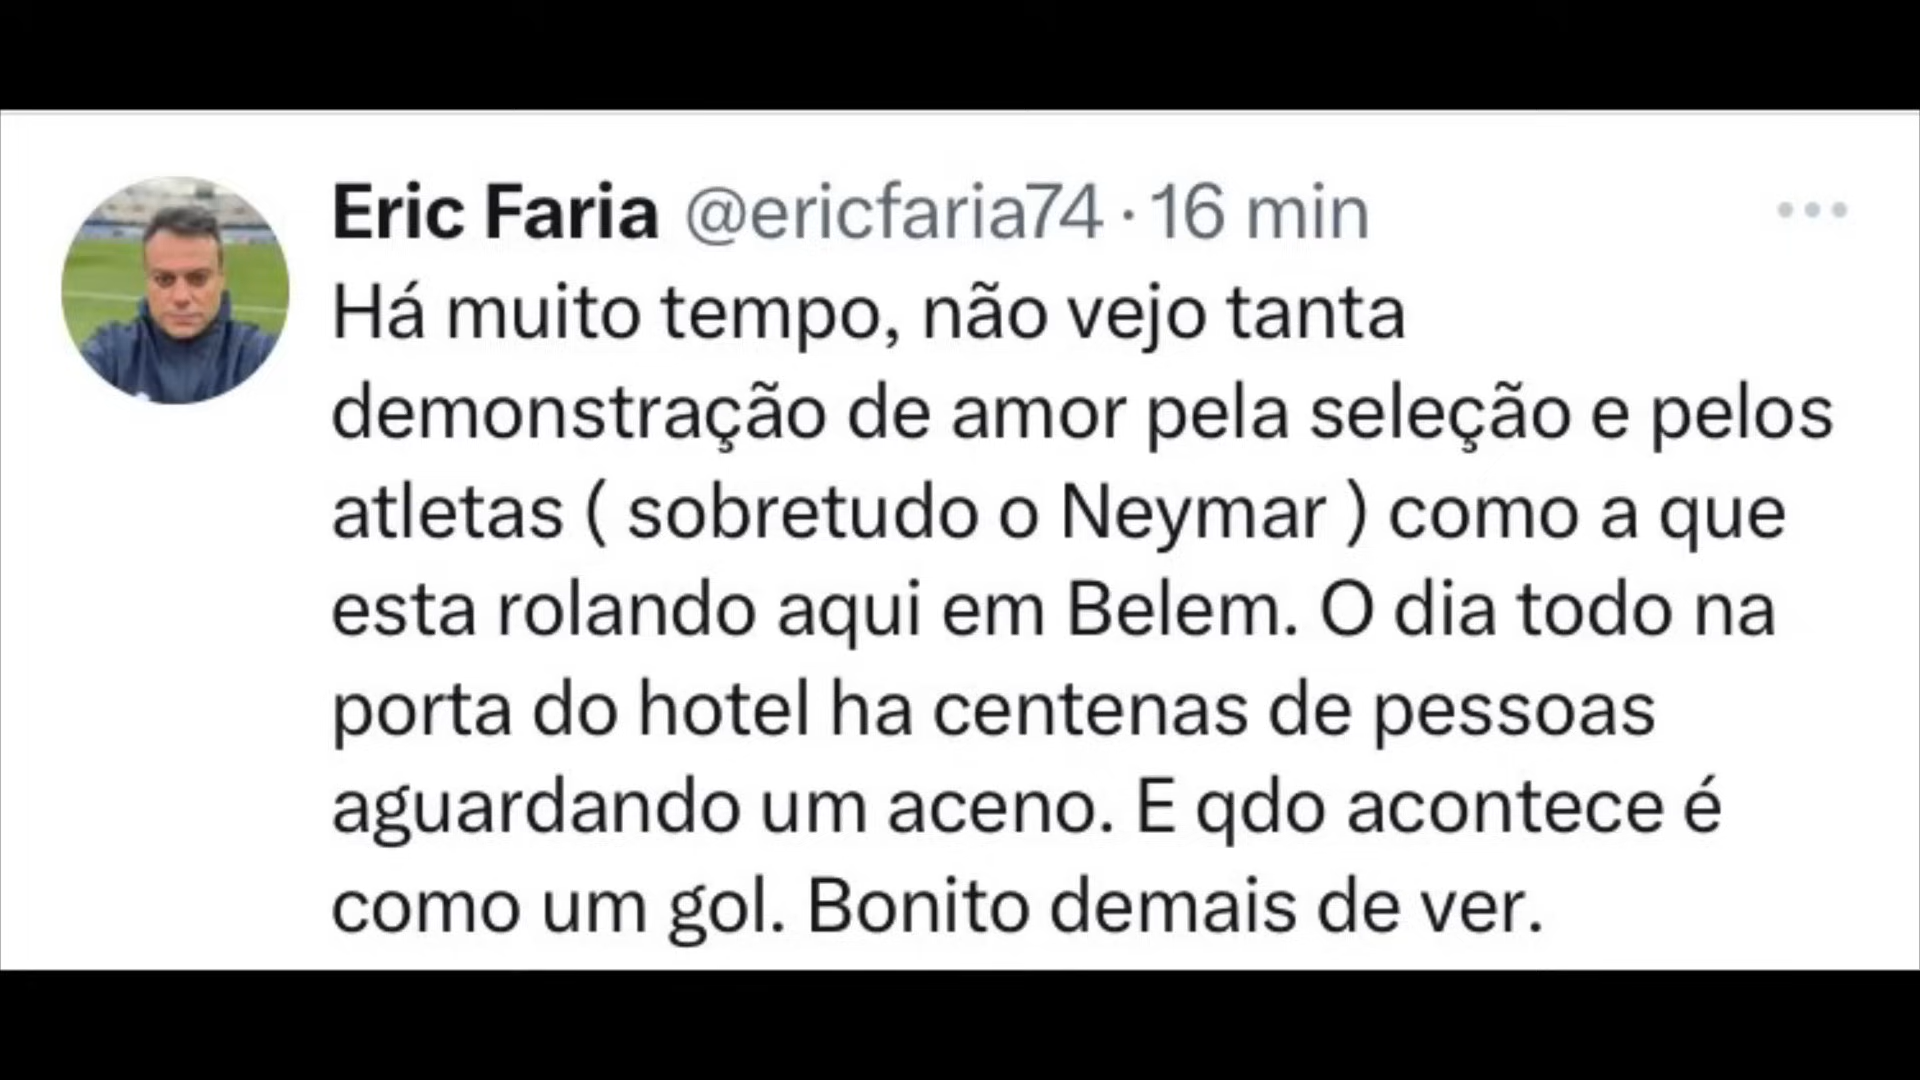 Eric Faria @ericfaria74 · 16 min
Há muito tempo, não vejo tanta
demonstração de amor pela seleção e pelos
atletas ( sobretudo o Neymar ) como a que
esta rolando aqui em Belem. O dia todo na
porta do hotel ha centenas de pessoas
aguardando um aceno. E qdo acontece é
como um gol. Bonito demais de ver.